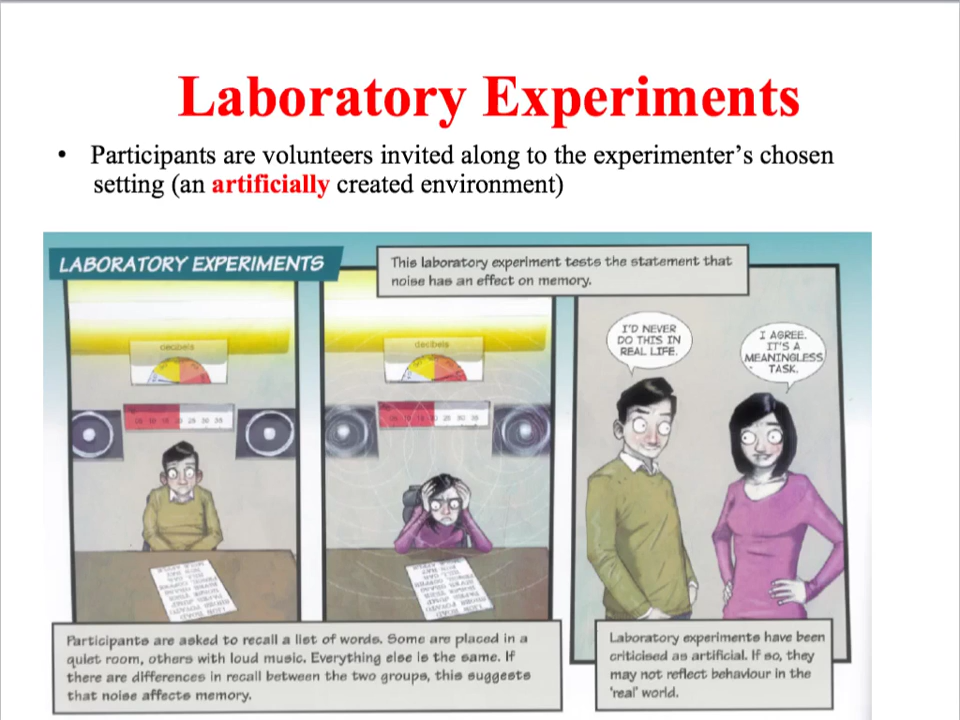 Laboratory Experiments
• Participants are volunteers invited along to the experimenter’s chosen
setting (an artificially created environment)
LABORATORY EXPERIMENTS
This laboratory experiment tests the statement that
noise has an effect on memory.
decibels
decibels
I'D NEVER
DO THIS IN
REAL LIFE.
I AGREE.
IT'S A
MEANINGLESS
TASK.
Participants are asked to recall a list of words. Some are placed in a
quiet room, others with loud music. Everything else is the same. If
there are differences in recall between the two groups, this suggests
that noise affects memory.
Laboratory experiments have been
criticised as artificial. If so, they
may not reflect behaviour in the
'real' world.